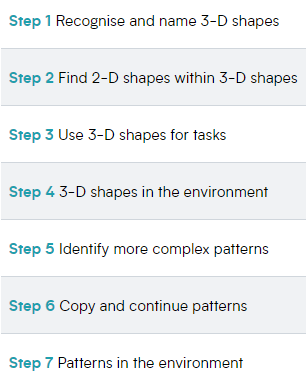 Step 1 Recognise and name 3-D shapes
Step 2 Find 2-D shapes within 3-D shapes
Step 3 Use 3-D shapes for tasks
Step 4 3-D shapes in the environment
Step 5 Identify more complex patterns
Step 6 Copy and continue patterns
Step 7 Patterns in the environment